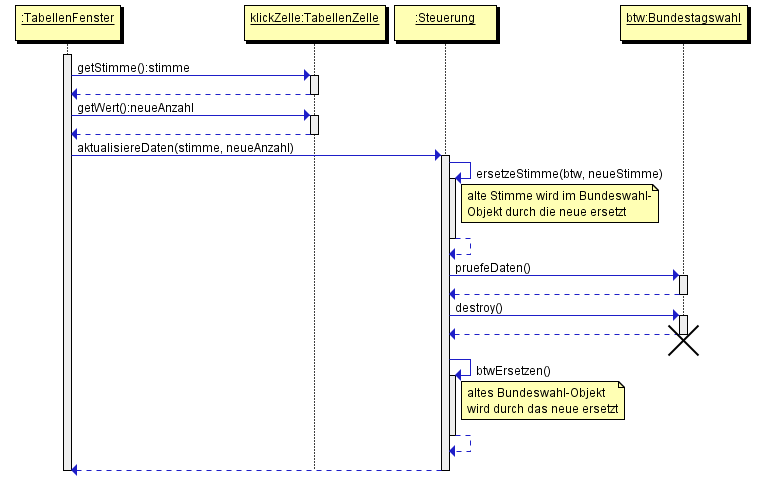 :TabellenFenster
klickZelle:TabellenZelle
:Steuerung
btw:Bundestagswahl
getStimme():stimme
getWert():neueAnzahl
aktualisiereDaten(stimme, neueAnzahl)
ersetzeStimme(btw, neueStimme)
alte Stimme wird im Bundeswahl-
Objekt durch die neue ersetzt
pruefeDaten()
destroy()
btwErsetzen()
altes Bundeswahl-Objekt
wird durch das neue ersetzt